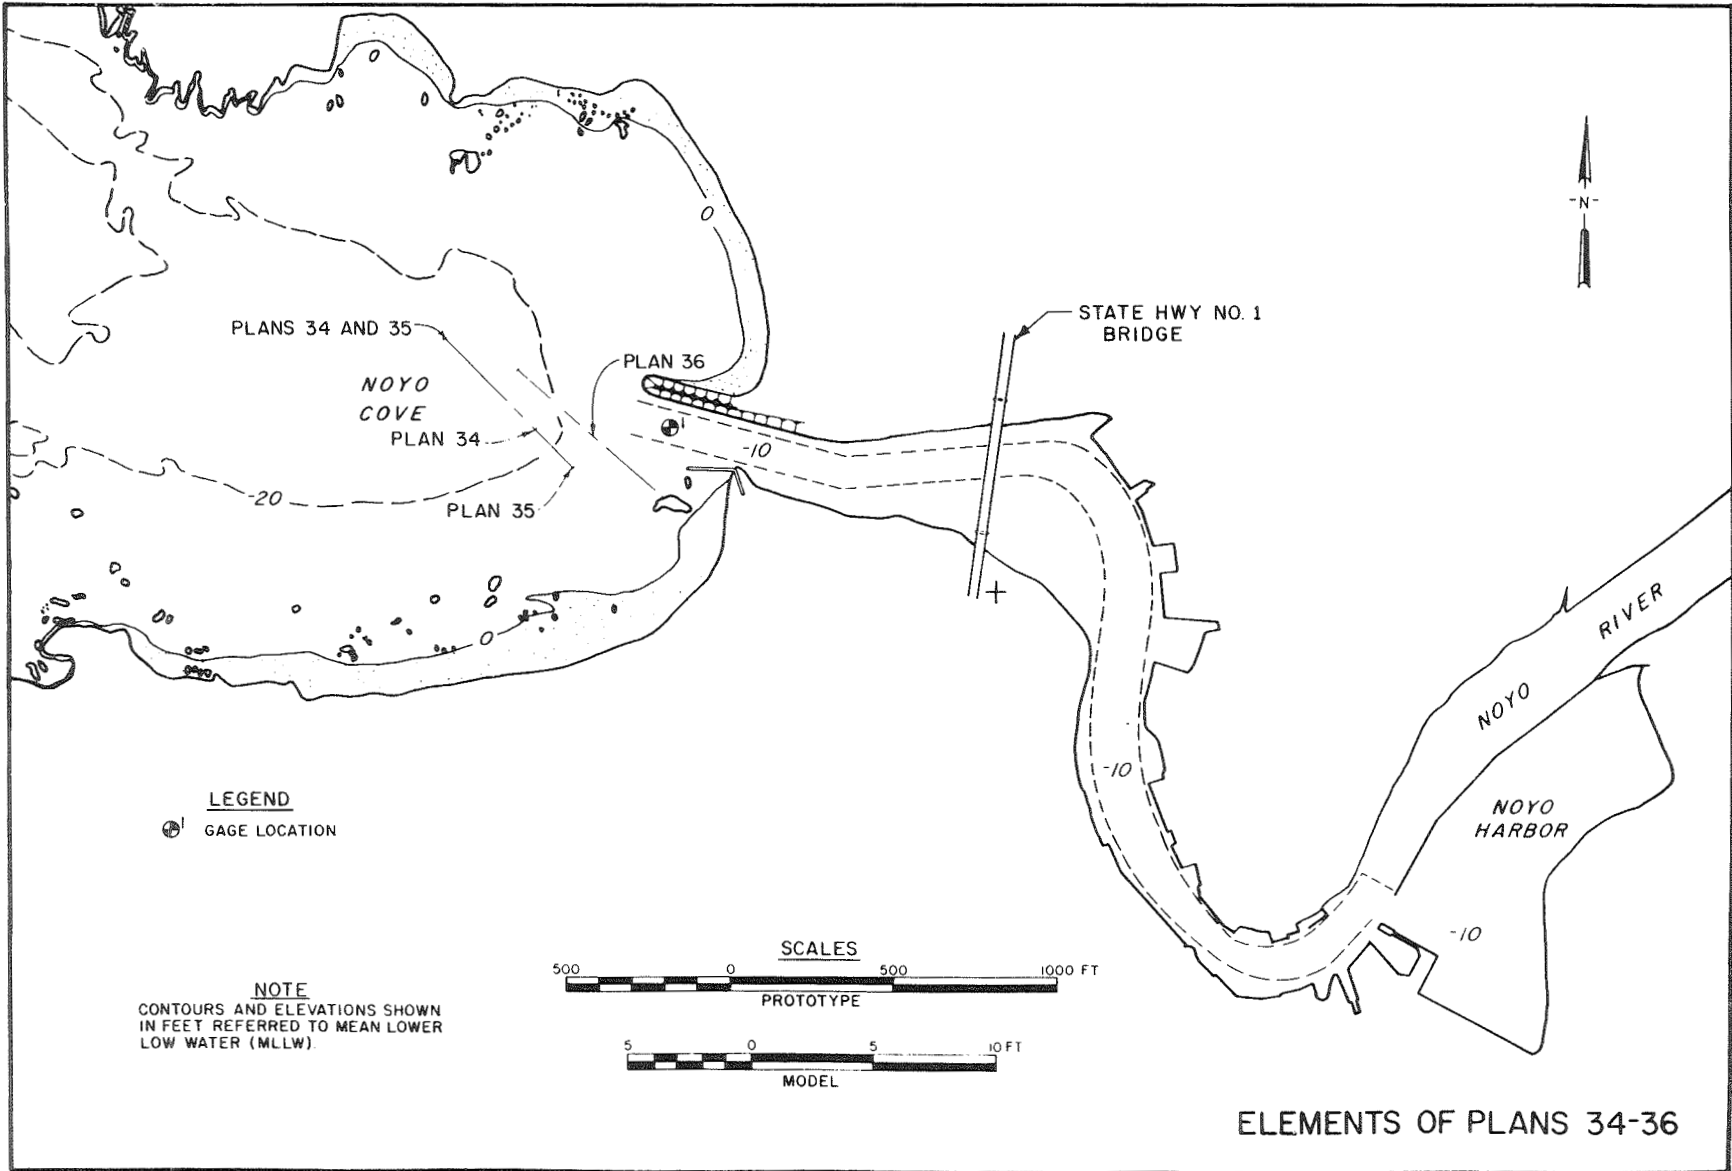 0
-N-
0
STATE HWY NO. 1
BRIDGE
PLANS 34 AND 35
PLAN 36
NOYO
COVE
PLAN 34
1
-10
-20
PLAN 35
0
NOYO RIVER
-10
NOYO
HARBOR
-10
LEGEND
1 GAGE LOCATION
NOTE
CONTOURS AND ELEVATIONS SHOWN
IN FEET REFERRED TO MEAN LOWER
LOW WATER (MLLW).
SCALES
500 0 500 1000 FT
PROTOTYPE
5 0 5 10 FT
MODEL
ELEMENTS OF PLANS 34-36